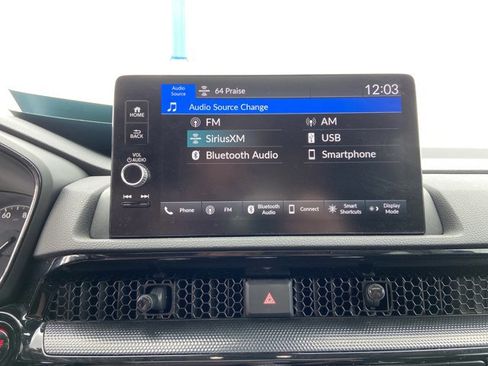 Audio
Source
64 Praise
12:03
Audio Source Change
HOME
FM
AM
BACK
SiriusXM
USB
VOL
AUDIO
Bluetooth Audio
Smartphone
Phone
FM
Bluetooth
Audio
Connect
Smart
Shortcuts
Display
Mode
60 8